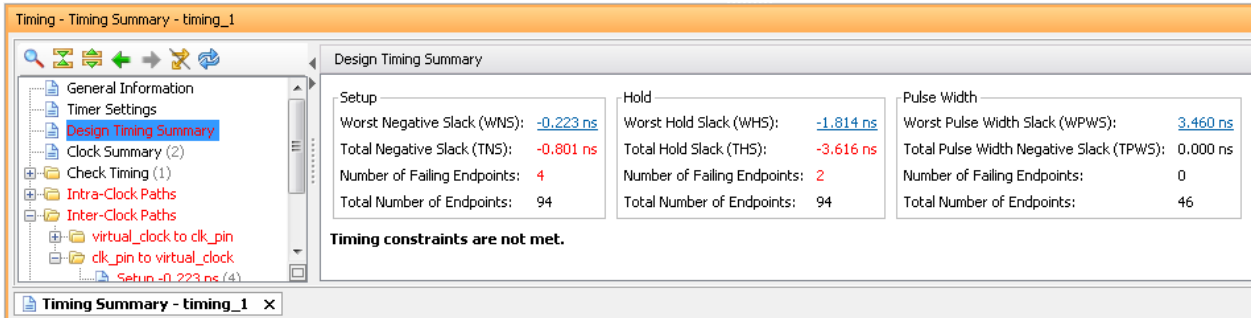 Timing - Timing Summary - timing_1
General Information
Timer Settings
Design Timing Summary
Clock Summary (2)
Check Timing (1)
Intra-Clock Paths
Inter-Clock Paths
virtual_clock to clk_pin
clk_pin to virtual_clock
Setup -0.223 ns (4)
Design Timing Summary
Setup
Worst Negative Slack (WNS): -0.223 ns
Total Negative Slack (TNS): -0.801 ns
Number of Failing Endpoints: 4
Total Number of Endpoints: 94
Hold
Worst Hold Slack (WHS): -1.814 ns
Total Hold Slack (THS): -3.616 ns
Number of Failing Endpoints: 2
Total Number of Endpoints: 94
Pulse Width
Worst Pulse Width Slack (WPWS): 3.460 ns
Total Pulse Width Negative Slack (TPWS): 0.000 ns
Number of Failing Endpoints: 0
Total Number of Endpoints: 46
Timing constraints are not met.
Timing Summary - timing_1